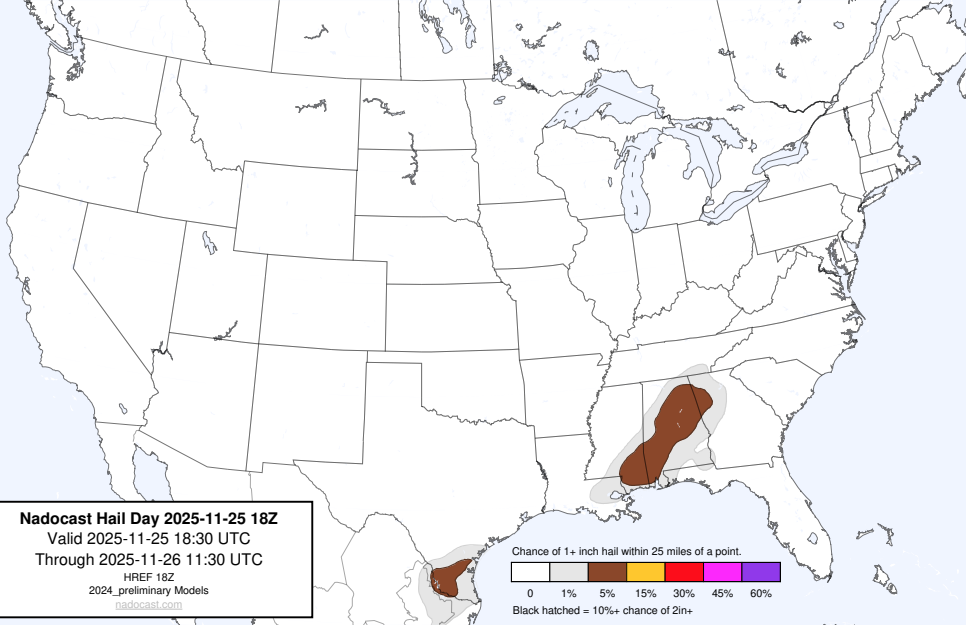 Nadocast Hail Day 2025-11-25 18Z
Valid 2025-11-25 18:30 UTC
Through 2025-11-26 11:30 UTC
HREF 18Z
2024_preliminary Models
nadocast.com
Chance of 1+ inch hail within 25 miles of a point.
0 1% 5% 15% 30% 45% 60%
Black hatched = 10%+ chance of 2in+